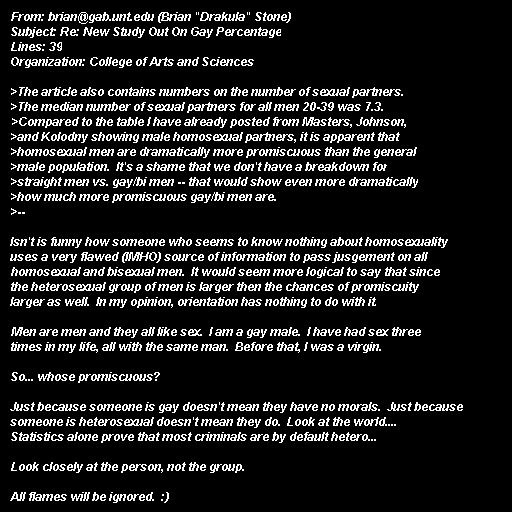 From: brian@gab.unt.edu (Brian "Drakula" Stone)
Subject: Re: New Study Out On Gay Percentage
Lines: 39
Organization: College of Arts and Sciences
>The article also contains numbers on the number of sexual partners.
>The median number of sexual partners for all men 20-39 was 7.3.
>Compared to the table I have already posted from Masters, Johnson,
>and Kolodny showing male homosexual partners, it is apparent that
>homosexual men are dramatically more promiscuous than the general
>male population.  It's a shame that we don't have a breakdown for
>straight men vs. gay/bi men -- that would show even more dramatically
>how much more promiscuous gay/bi men are.
>--
Isn't is funny how someone who seems to know nothing about homosexuality
uses a very flawed (IMHO) source of information to pass jusgement on all
homosexual and bisexual men.  It would seem more logical to say that since
the heterosexual group of men is larger then the chances of promiscuity
larger as well.  In my opinion, orientation has nothing to do with it.
Men are men and they all like sex.  I am a gay male.  I have had sex three
times in my life, all with the same man.  Before that, I was a virgin.
So... whose promiscuous?
Just because someone is gay doesn't mean they have no morals.  Just because
someone is heterosexual doesn't mean they do.  Look at the world....
Statistics alone prove that most criminals are by default hetero...
Look closely at the person, not the group.
All flames will be ignored.  :)